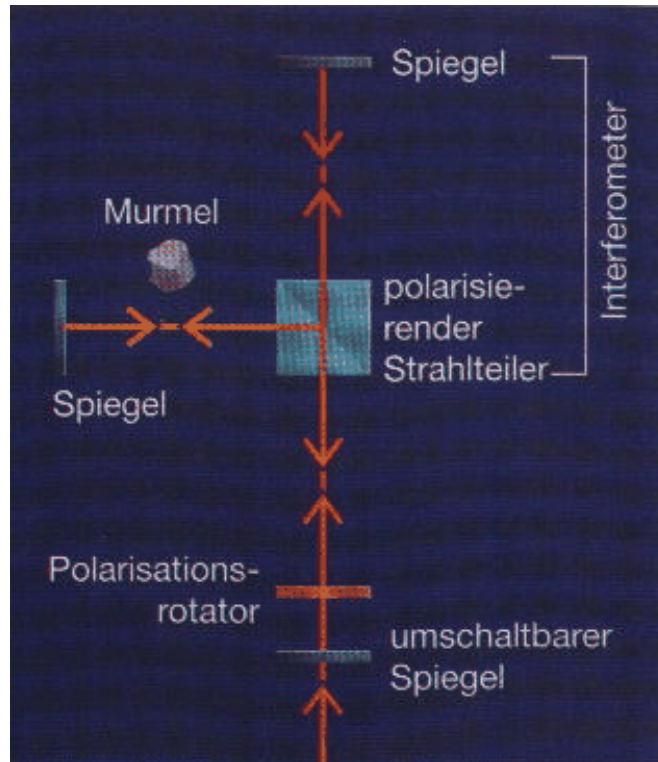 Spiegel
Interferometer
Murmel
polarisie-
render
Strahlteiler
Spiegel
Polarisations-
rotator
umschaltbarer
Spiegel